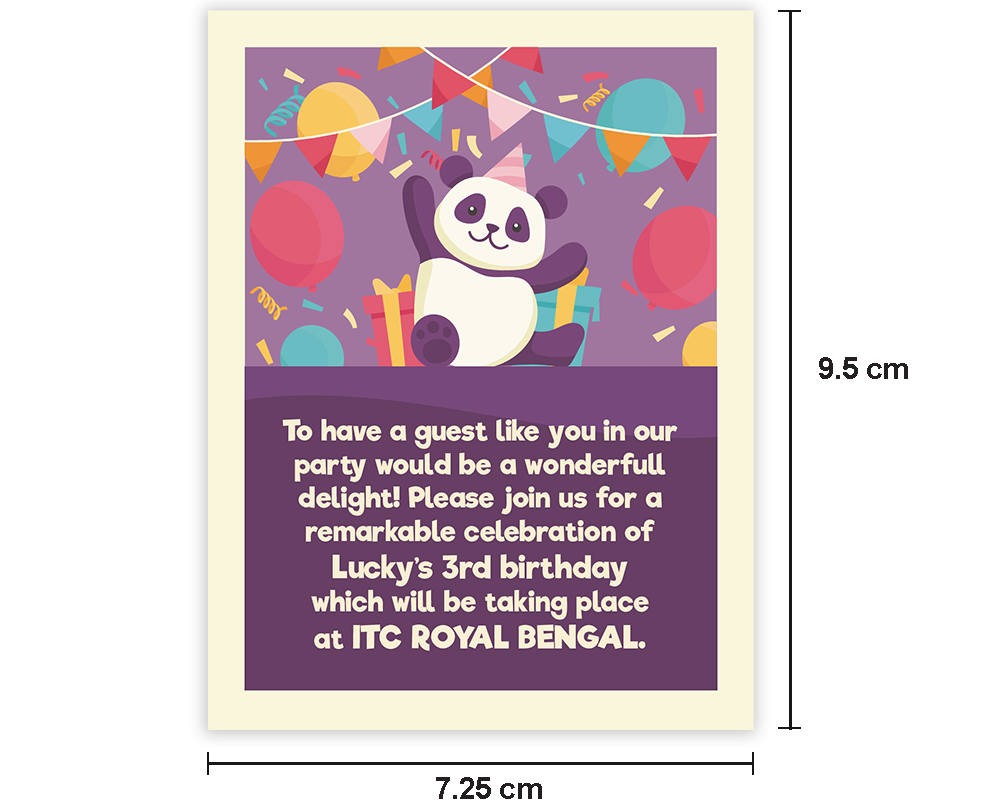 To have a guest like you in our
party would be a wonderfull
delight! Please join us for a
remarkable celebration of
Lucky's 3rd birthday
which will be taking place
at ITC ROYAL BENGAL.
9.5 cm
7.25 cm